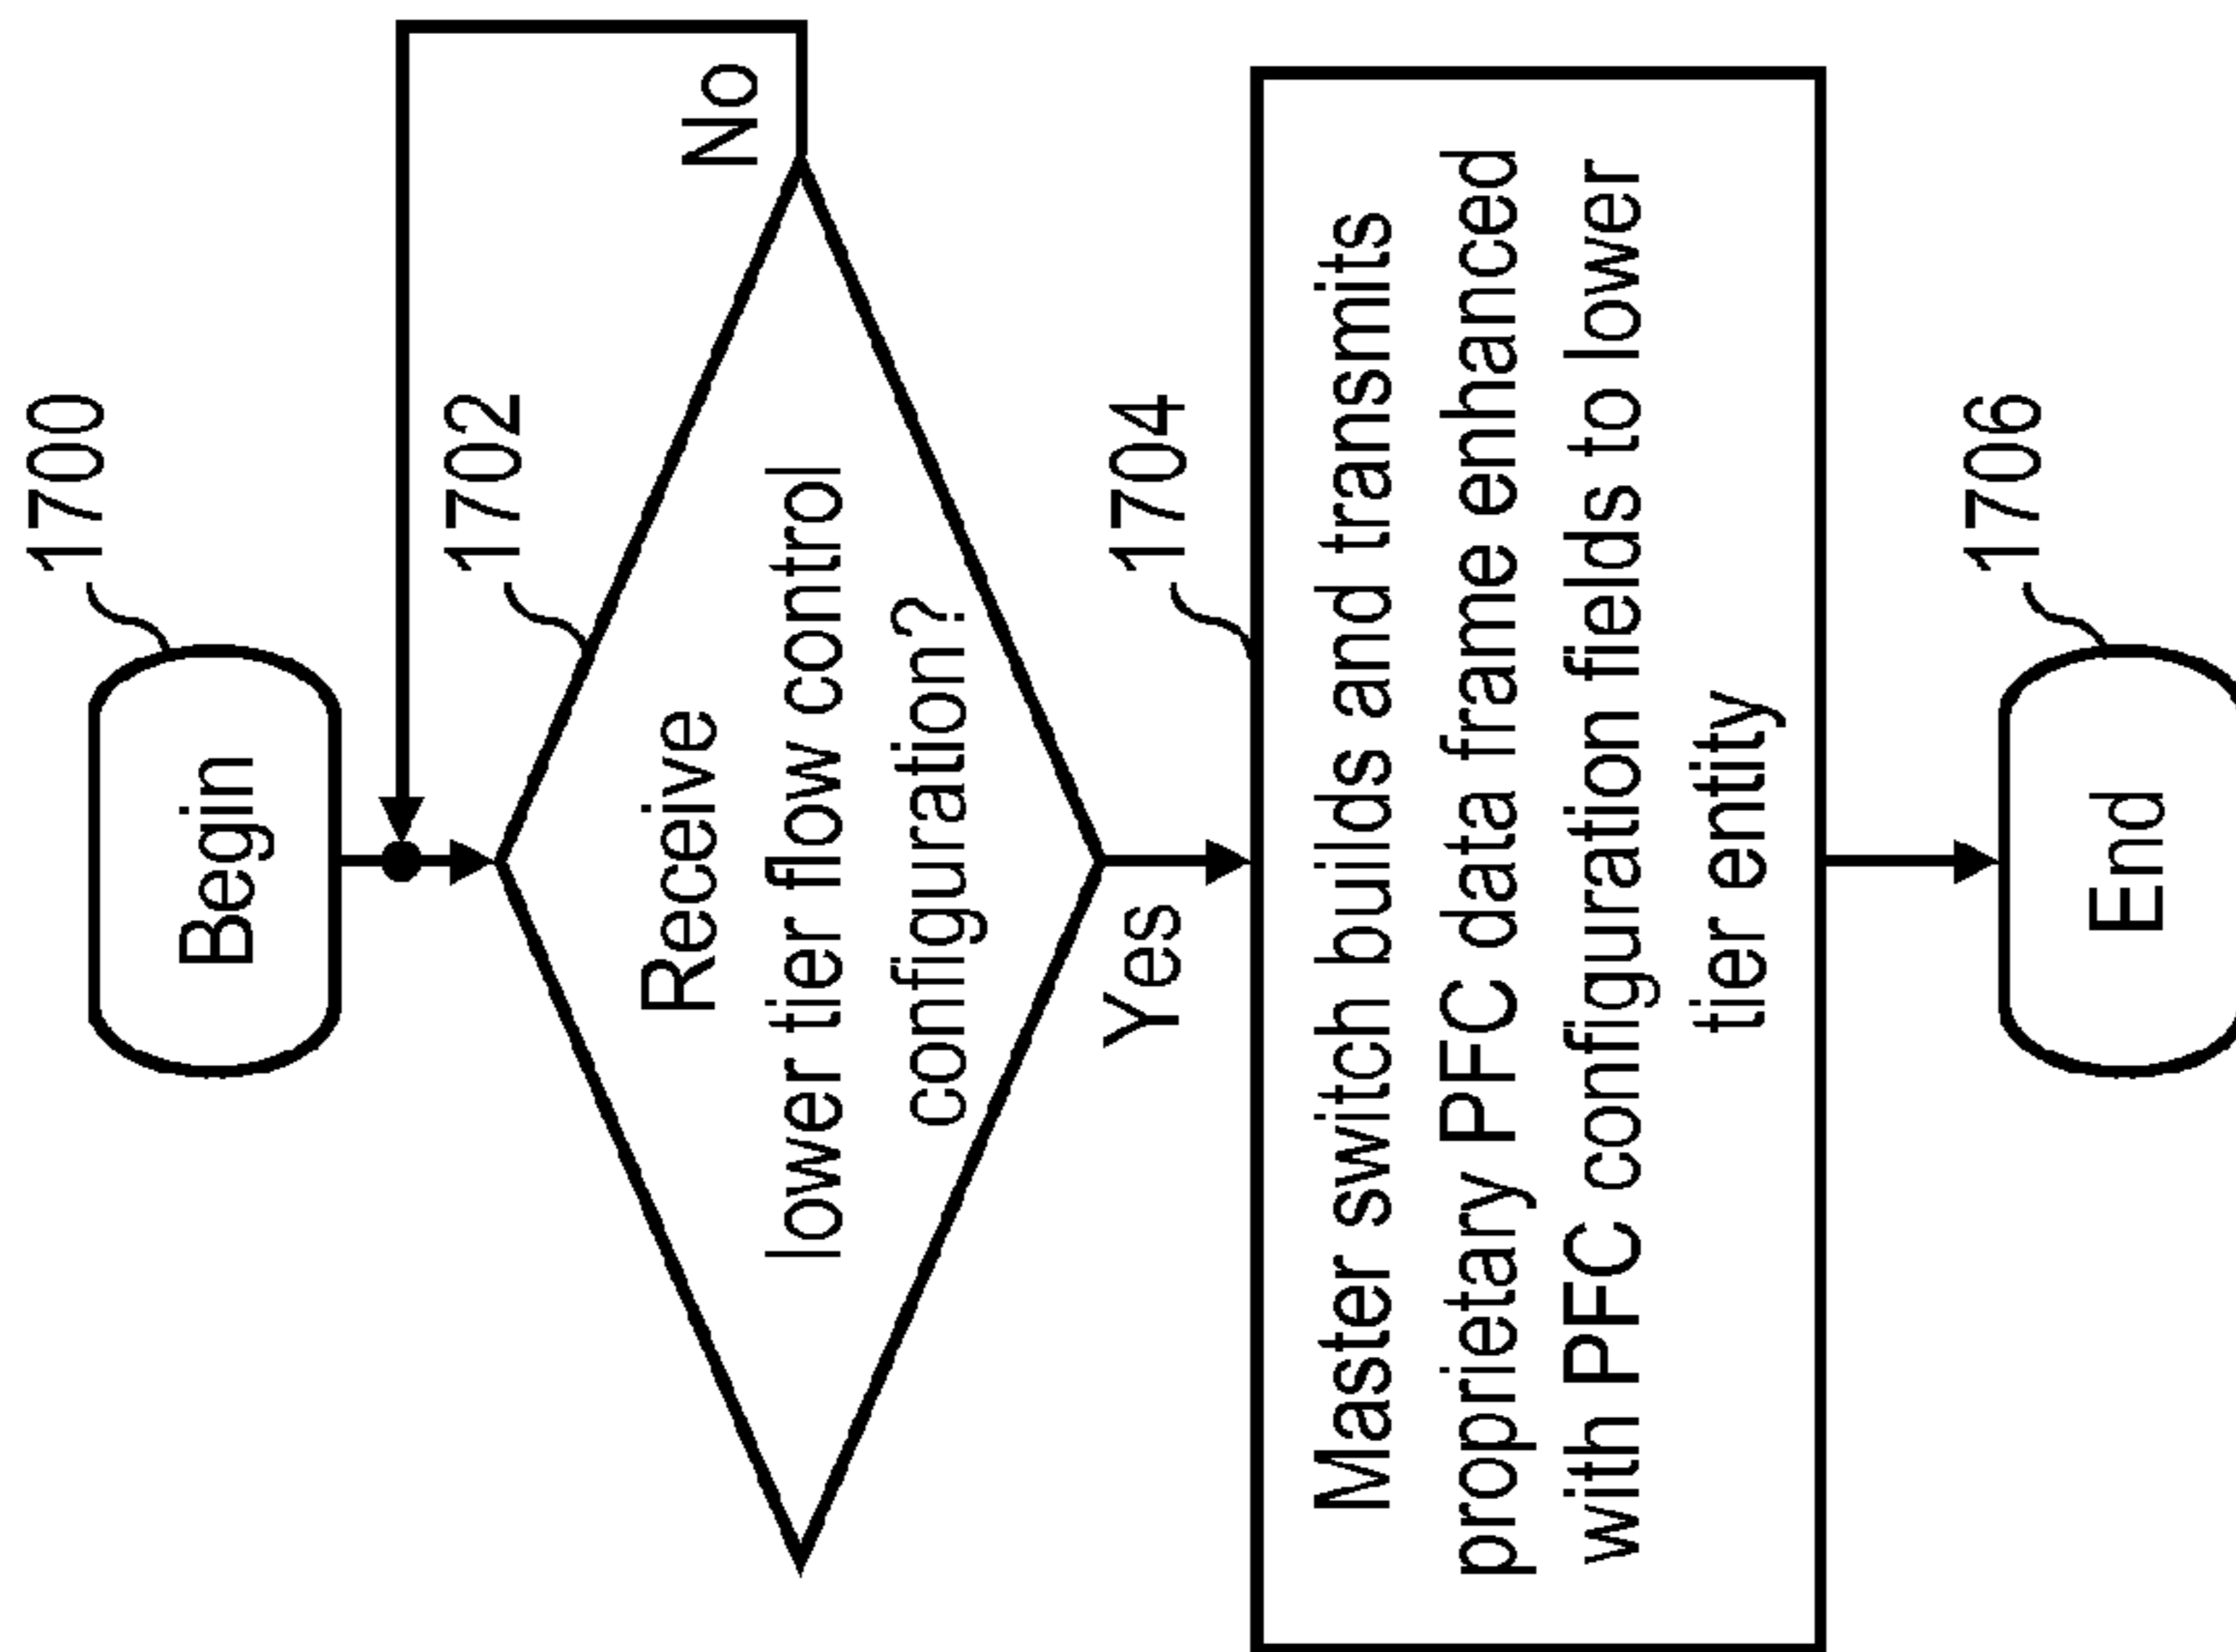 1700
Begin
1702
Receive
lower tier flow control
configuration?
No
Yes
1704
Master switch builds and transmits
proprietary PFC data frame enhanced
with PFC configuration fields to lower
tier entity
1706
End